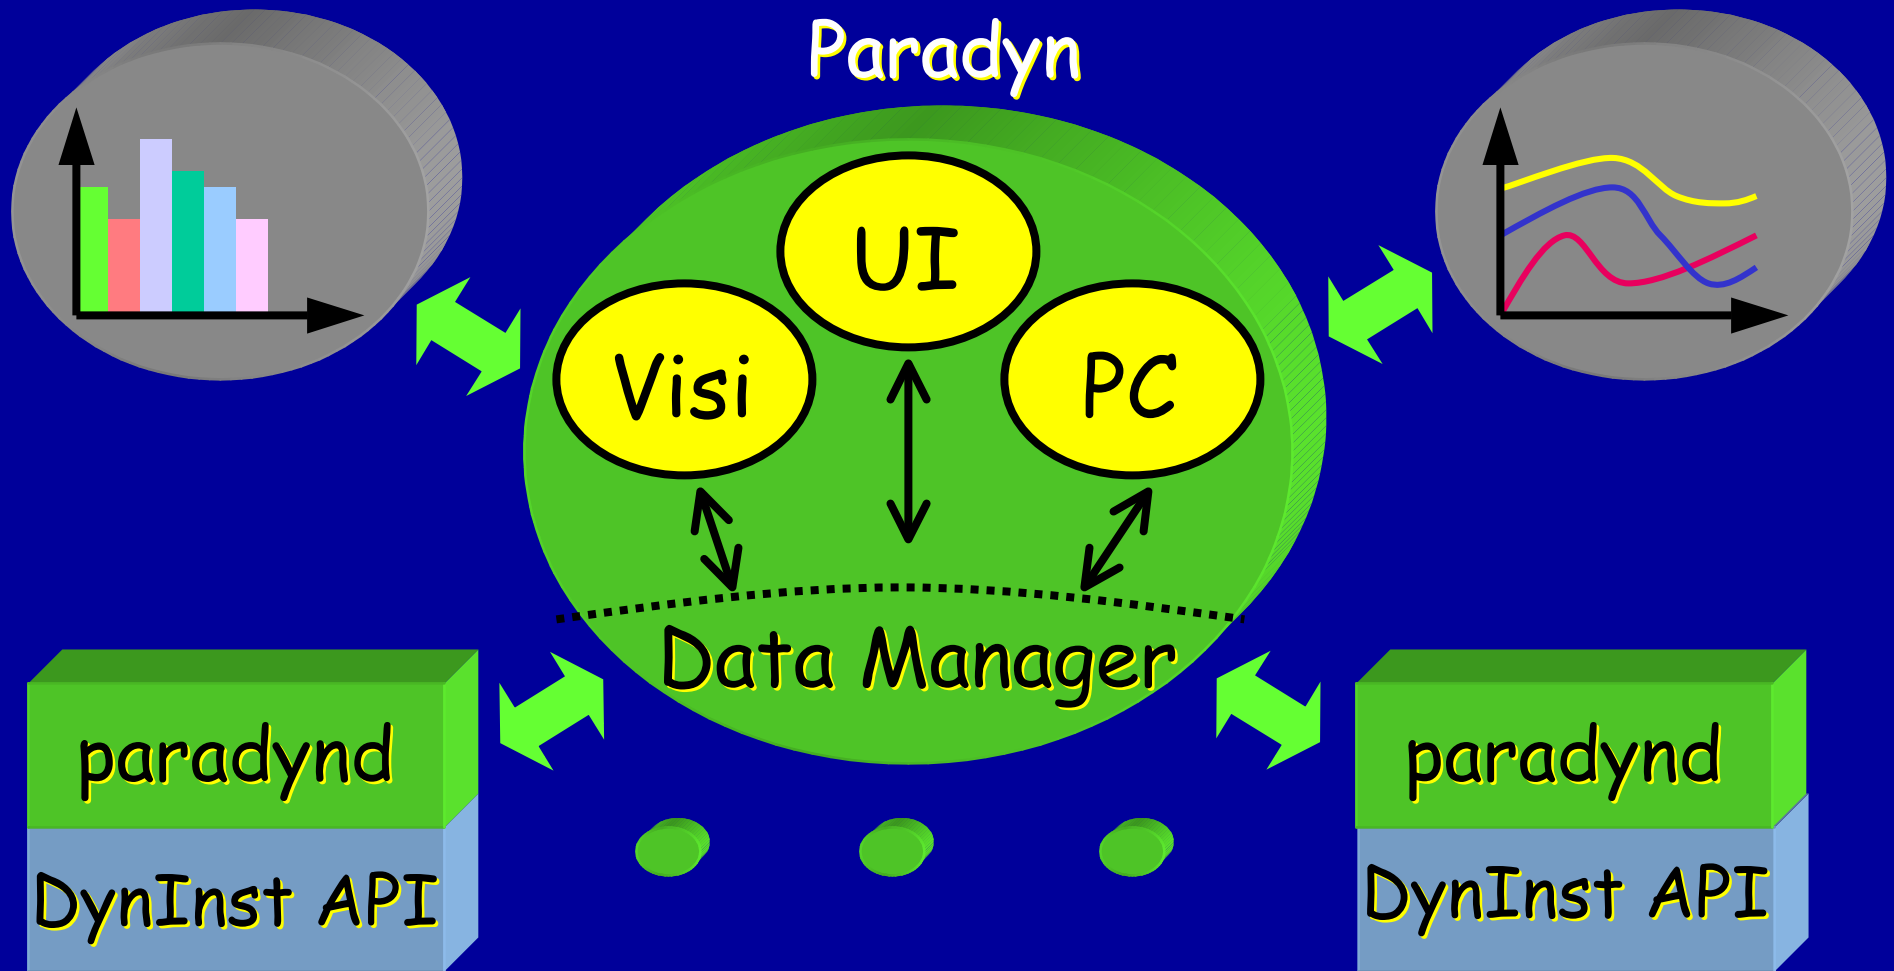 Paradyn
UI
Visi
PC
Data Manager
paradynd
DynInst API
paradynd
DynInst API